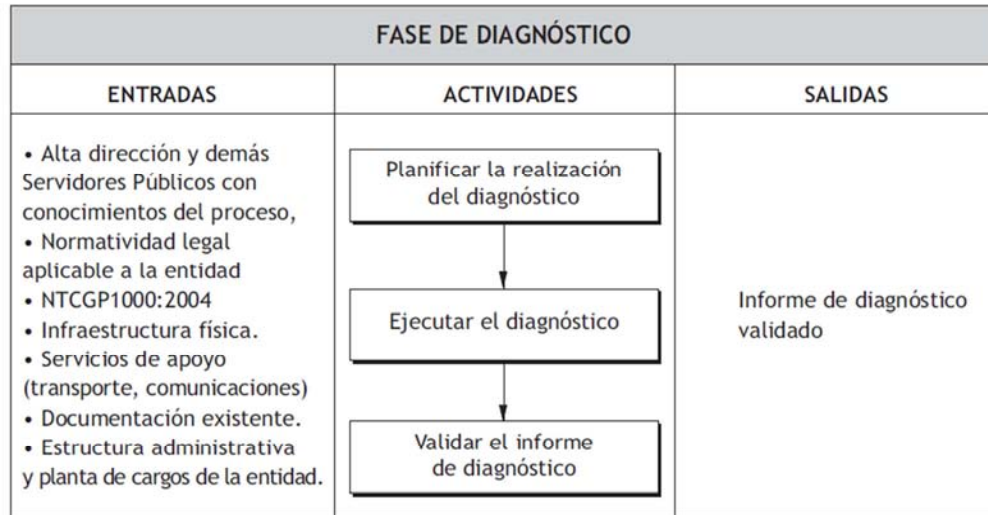 FASE DE DIAGNÓSTICO
ENTRADAS
ACTIVIDADES
SALIDAS
• Alta dirección y demás
Servidores Públicos con
conocimientos del proceso,
• Normatividad legal
aplicable a la entidad
• NTCGP1000:2004
• Infraestructura física.
• Servicios de apoyo
(transporte, comunicaciones)
• Documentación existente.
• Estructura administrativa
y planta de cargos de la entidad.
Planificar la realización
del diagnóstico
Ejecutar el diagnóstico
Validar el informe
de diagnóstico
Informe de diagnóstico
validado